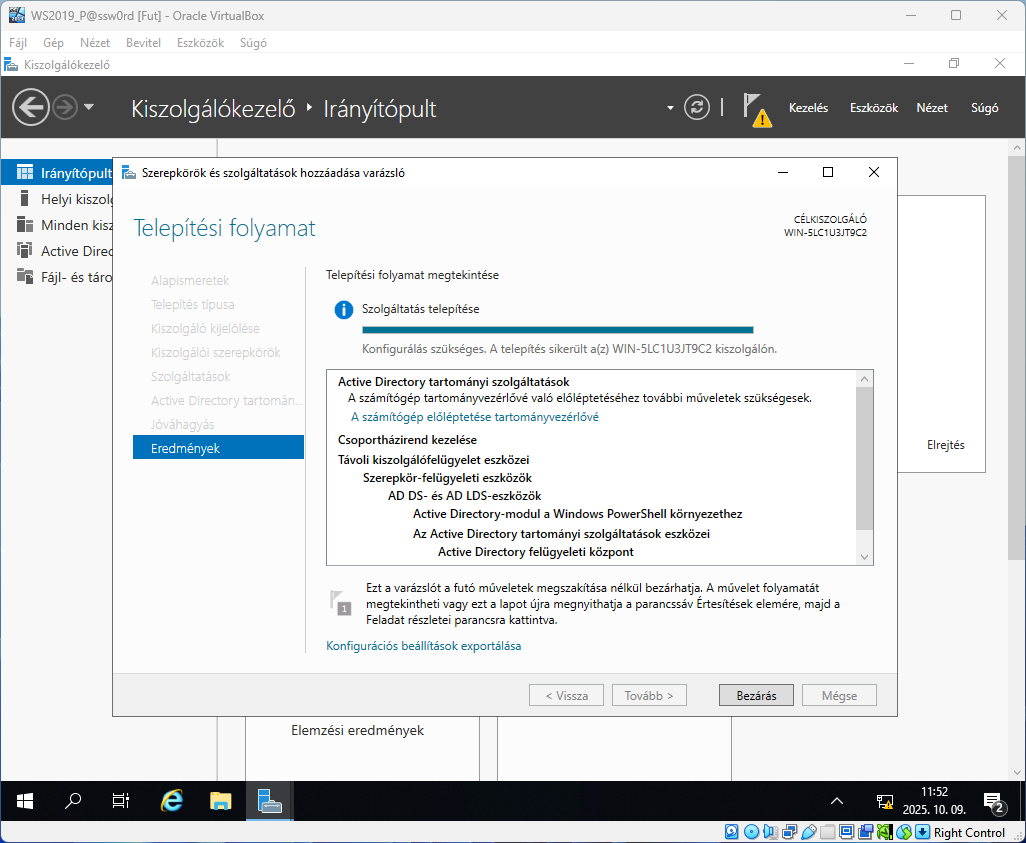 WS2019_P@ssw0rd [Fut] - Oracle VirtualBox
Fájl Gép Nézet Bevitel Eszközök Súgó
Kiszolgálókezelő
Kiszolgálókezelő Irányítópult
Kezelés Eszközök Nézet Súgó
Irányítópult
Helyi kiszolg
Minden kisz
Active Direc
Fájl- és táro
Szerepkörök és szolgáltatások hozzáadása varázsló
Telepítési folyamat
CÉLKISZOLGÁLÓ
WIN-5LC1U3JT9C2
Alapismeretek
Telepítés típusa
Kiszolgáló kijelölése
Kiszolgálói szerepkörök
Szolgáltatások
Active Directory tartomán...
Jóváhagyás
Eredmények
Telepítési folyamat megtekintése
Szolgáltatás telepítése
Konfigurálás szükséges. A telepítés sikerült a(z) WIN-5LC1U3JT9C2 kiszolgálón.
Active Directory tartományi szolgáltatások
A számítógép tartományvezérlővé való előléptetéséhez további műveletek szükségesek.
A számítógép előléptetése tartományvezérlővé
Csoportházirend kezelése
Távoli kiszolgálófelügyelet eszközei
Szerepkör-felügyeleti eszközök
AD DS- és AD LDS-eszközök
Active Directory-modul a Windows PowerShell környezethez
Az Active Directory tartományi szolgáltatások eszközei
Active Directory felügyeleti központ
1
Ezt a varázslót a futó műveletek megszakítása nélkül bezárhatja. A művelet folyamatát
megtekintheti vagy ezt a lapot újra megnyithatja a parancssáv Értesítések elemére, majd a
Feladat részletei parancsra kattintva.
Konfigurációs beállítások exportálása
< Vissza Tovább > Bezárás Mégse
Elrejtés
Elemzési eredmények
11:52
2025. 10. 09.
2
Right Control